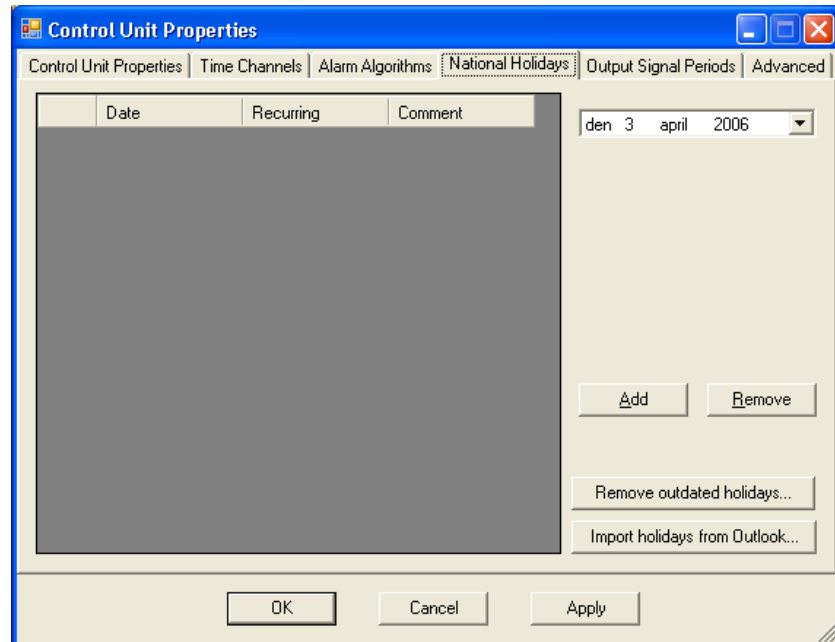 Control Unit Properties
Control Unit Properties Time Channels Alarm Algorithms National Holidays Output Signal Periods Advanced
Date Recurring Comment
den 3 april 2006
Add Remove
Remove outdated holidays...
Import holidays from Outlook...
OK Cancel Apply